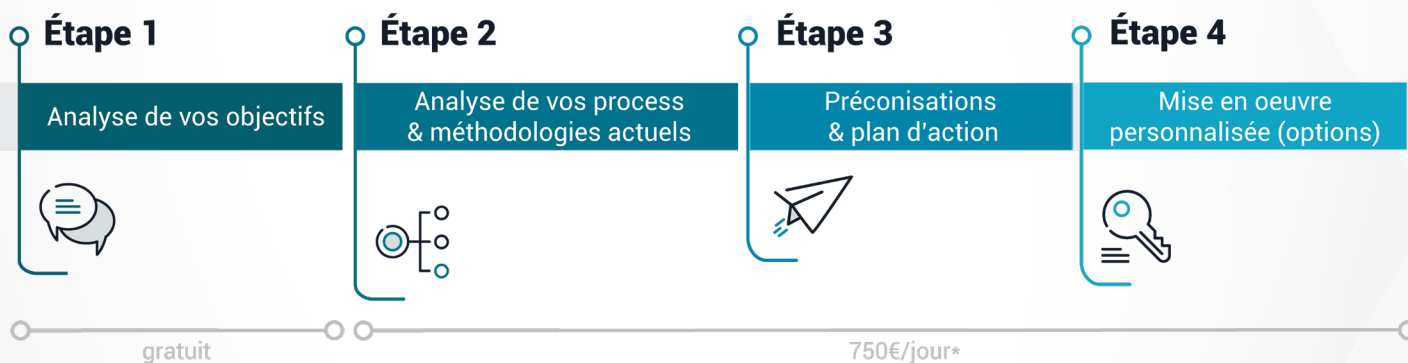 Étape 1
Analyse de vos objectifs
Étape 2
Analyse de vos process
& méthodologies actuels
Étape 3
Préconisations
& plan d'action
Étape 4
Mise en oeuvre
personnalisée (options)
gratuit
750€/jour*